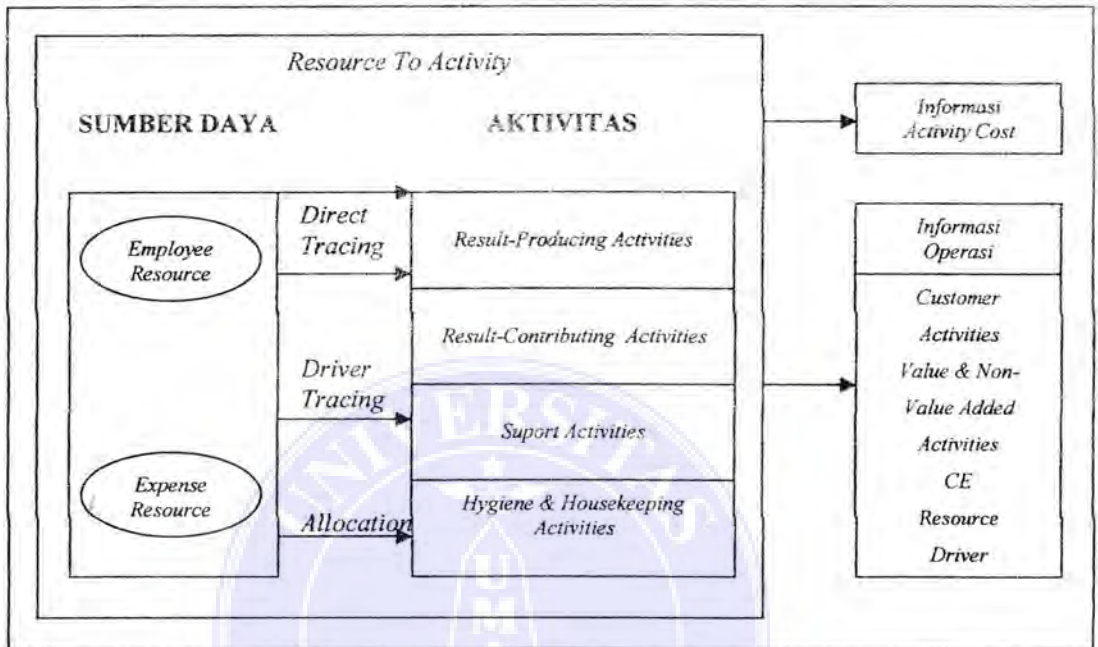 Resource To Activity
SUMBER DAYA
AKTIVITAS
Employee
Resource
Expense
Resource
Direct
Tracing
Driver
Tracing
Allocation
Result-Producing Activities
Result-Contributing Activities
Suport Activities
Hygiene & Housekeeping
Activities
Informasi
Activity Cost
Informasi
Operasi
Customer
Activities
Value & Non-
Value Added
Activities
CE
Resource
Driver
UNIVERSITAS
U
M